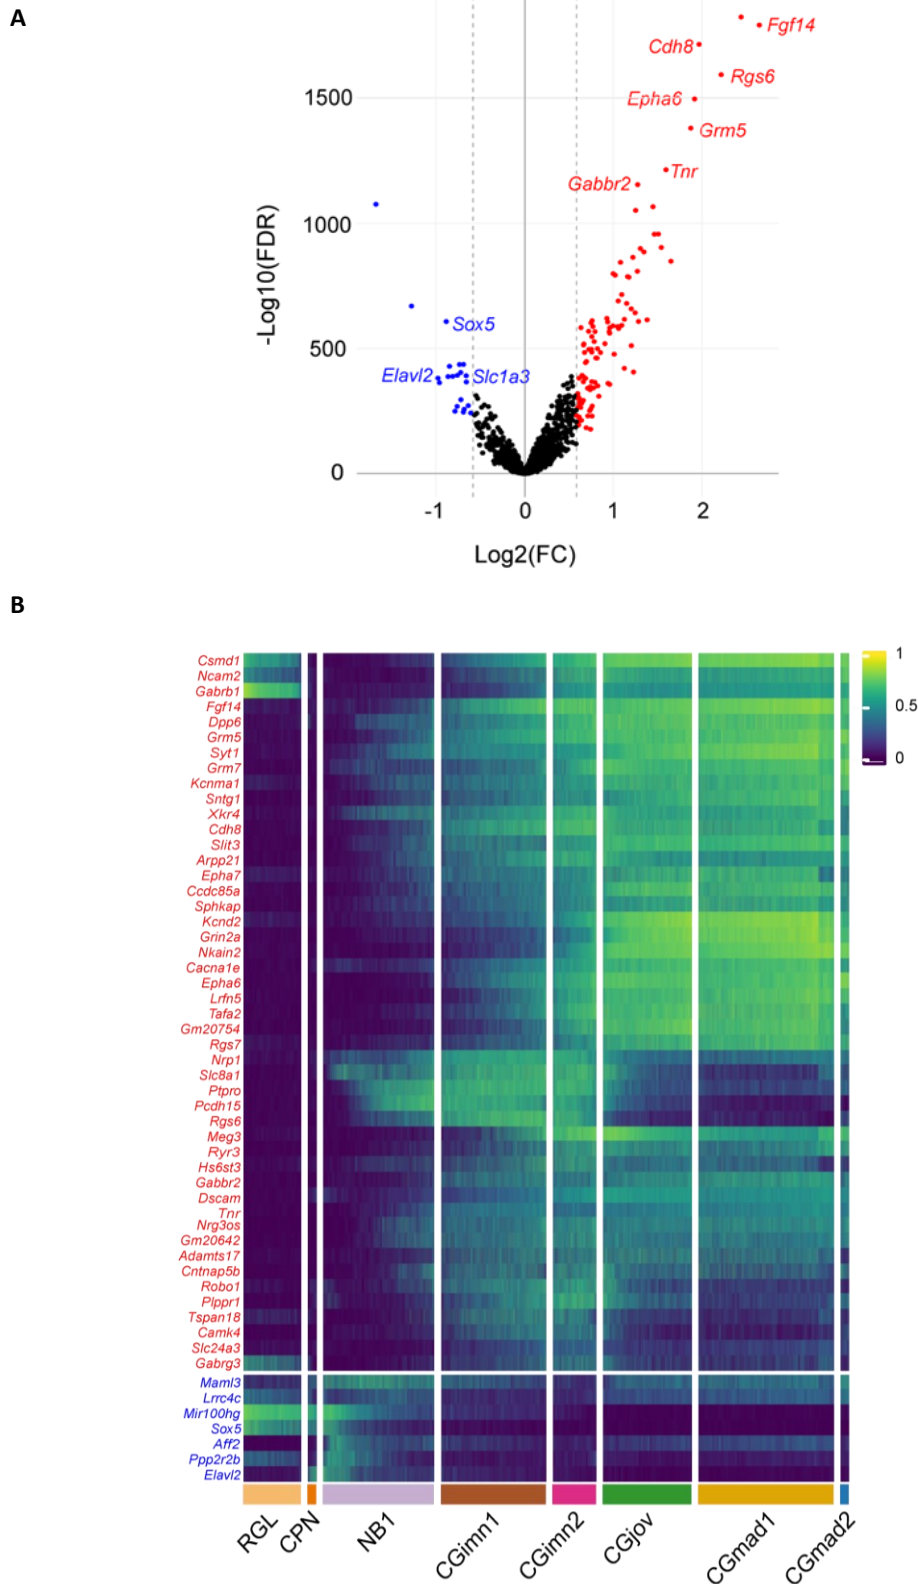 A
Fgf14
Cdh8
Rgs6
1500
Epha6
Grm5
Tnr
Gabbr2
1000
-Log10(FDR)
Sox5
500
Elavl2
Slc1a3
0
-1 0 1 2
Log2(FC)
B
Csmd1
Ncam2
Gabrb1
Fgf14
Dpp6
Grm5
Syt1
Grm7
Kcnma1
Sntg1
Xkr4
Cdh8
Slit3
Arpp21
Epha7
Ccdc85a
Sphkap
Kcnd2
Grin2a
Nkain2
Cacna1e
Epha6
Lrfn5
Tafa2
Gm20754
Rgs7
Nrp1
Slc8a1
Ptpro
Pcdh15
Rgs6
Meg3
Ryr3
Hs6st3
Gabbr2
Dscam
Tnr
Nrg3os
Gm20642
Adamts17
Cntnap5b
Robo1
Plppr1
Tspan18
Camk4
Slc24a3
Gabrg3
Maml3
Lrrc4c
Mir100hg
Sox5
Aff2
Ppp2r2b
Elavl2
1
0.5
0
RGL
CPN
NB1
CGimn1
CGimn2
CGjov
CGmad1
CGmad2